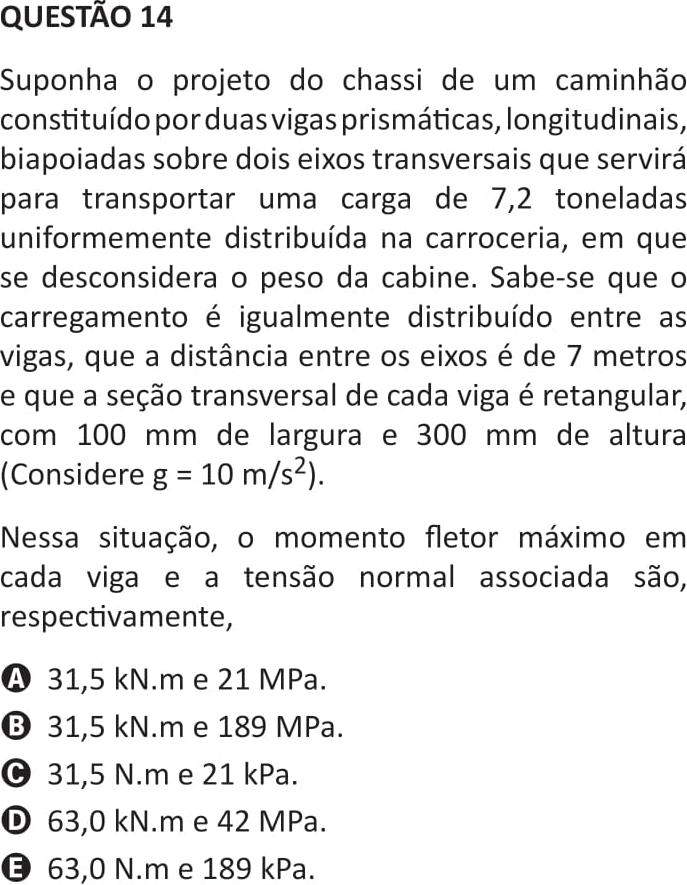 QUESTÃO 14
Suponha o projeto do chassi de um caminhão
constituído por duas vigas prismáticas, longitudinais,
biapoiadas sobre dois eixos transversais que servirá
para transportar uma carga de 7,2 toneladas
uniformemente distribuída na carroceria, em que
se desconsidera o peso da cabine. Sabe-se que o
carregamento é igualmente distribuído entre as
vigas, que a distância entre os eixos é de 7 metros
e que a seção transversal de cada viga é retangular,
com 100 mm de largura e 300 mm de altura
(Considere g = 10 m/s²).
Nessa situação, o momento fletor máximo em
cada viga e a tensão normal associada são,
respectivamente,
A 31,5 kN.m e 21 MPa.
B 31,5 kN.m e 189 MPa.
C 31,5 N.m e 21 kPa.
D 63,0 kN.m e 42 MPa.
E 63,0 N.m e 189 kPa.